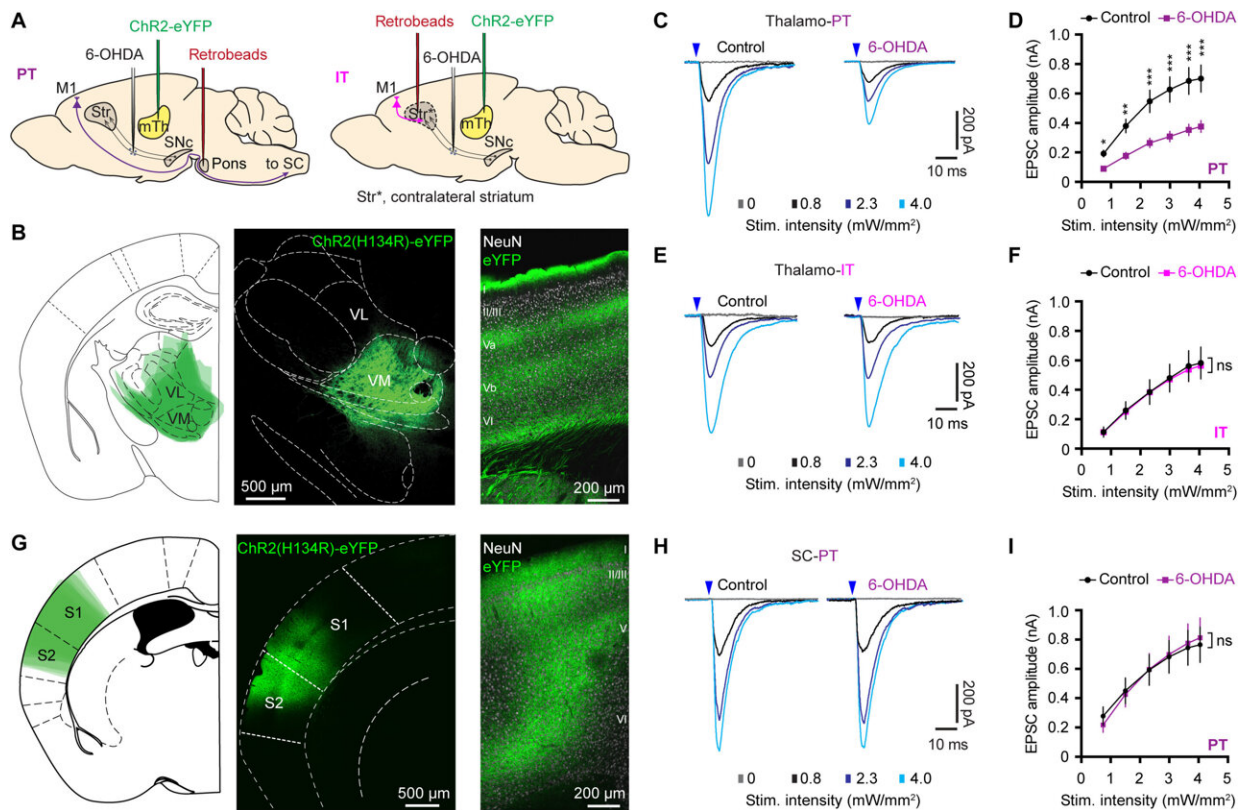 A
ChR2-eYFP
6-OHDA
Retrobeads
PT
M1
Str
mTh
SNc
Pons
to SC
Retrobeads
ChR2-eYFP
6-OHDA
IT
M1
Str*
mTh
SNc
Str*, contralateral striatum
B
VL
VM
ChR2(H134R)-eYFP
VL
VM
500 µm
NeuN
eYFP
I
II/III
Va
Vb
VI
200 µm
C
Thalamo-PT
Control
6-OHDA
200 pA
10 ms
0 0.8 2.3 4.0
Stim. intensity (mW/mm²)
D
Control 6-OHDA
EPSC amplitude (nA)
1.0
0.8
0.6
0.4
0.2
0
* ** *** *** *** ***
PT
0 1 2 3 4 5
Stim. intensity (mW/mm²)
E
Thalamo-IT
Control
6-OHDA
200 pA
10 ms
0 0.8 2.3 4.0
Stim. intensity (mW/mm²)
F
Control 6-OHDA
EPSC amplitude (nA)
1.0
0.8
0.6
0.4
0.2
0
ns
IT
0 1 2 3 4 5
Stim. intensity (mW/mm²)
G
S1
S2
ChR2(H134R)-eYFP
S1
S2
500 µm
NeuN
eYFP
I
II/III
V
VI
200 µm
H
SC-PT
Control
6-OHDA
200 pA
10 ms
0 0.8 2.3 4.0
Stim. intensity (mW/mm²)
I
Control 6-OHDA
EPSC amplitude (nA)
1.0
0.8
0.6
0.4
0.2
0
ns
PT
0 1 2 3 4 5
Stim. intensity (mW/mm²)